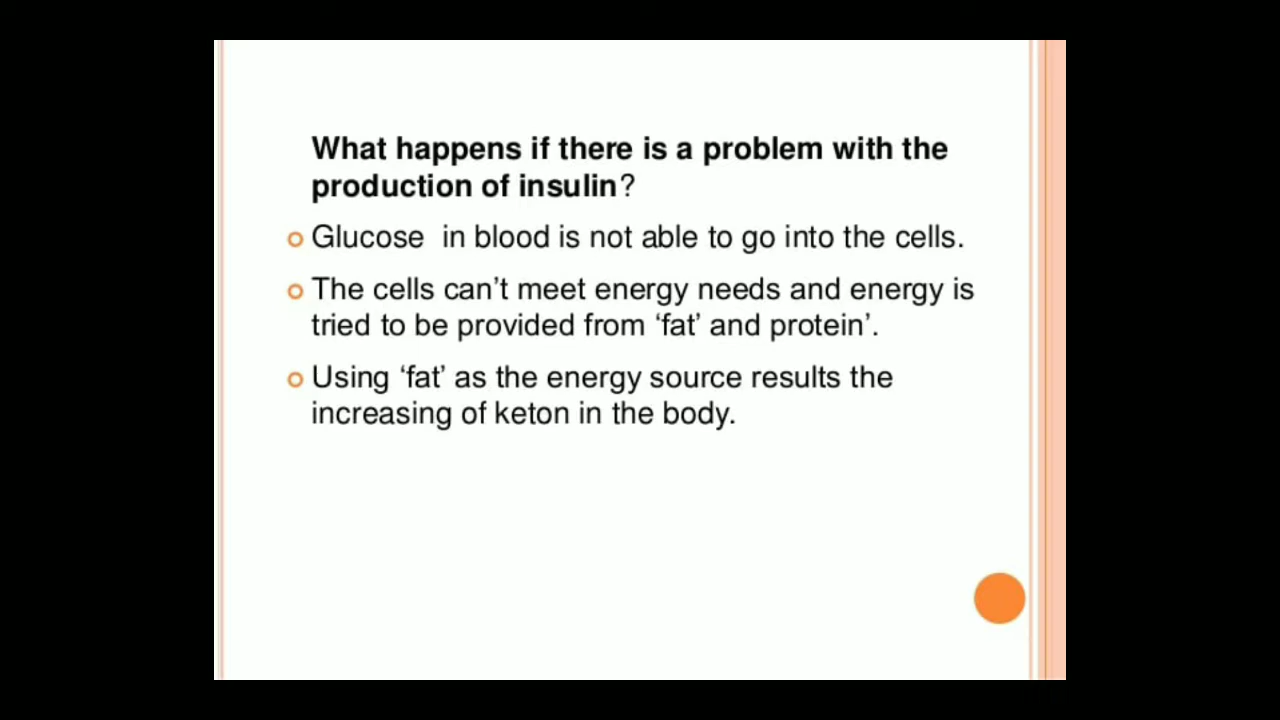 What happens if there is a problem with the
production of insulin?
Glucose in blood is not able to go into the cells.
The cells can’t meet energy needs and energy is
tried to be provided from ‘fat’ and protein’.
Using ‘fat’ as the energy source results the
increasing of keton in the body.